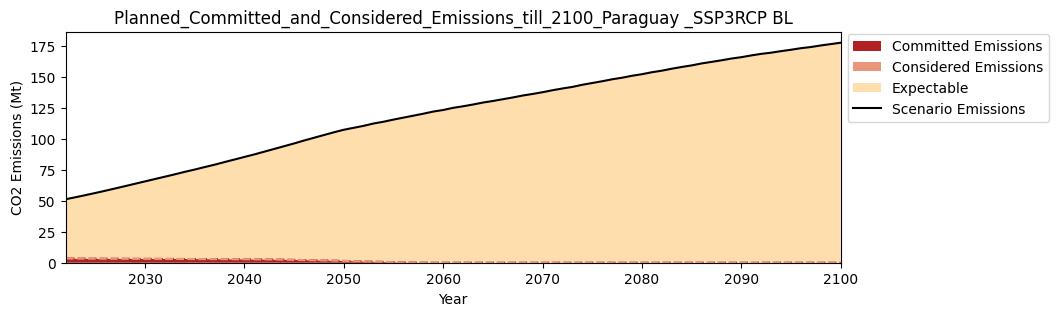 Planned_Committed_and_Considered_Emissions_till_2100_Paraguay _SSP3RCP BL
175
150
125
100
75
50
25
0
CO2 Emissions (Mt)
2030
2040
2050
2060
2070
2080
2090
2100
Year
Committed Emissions
Considered Emissions
Expectable
Scenario Emissions